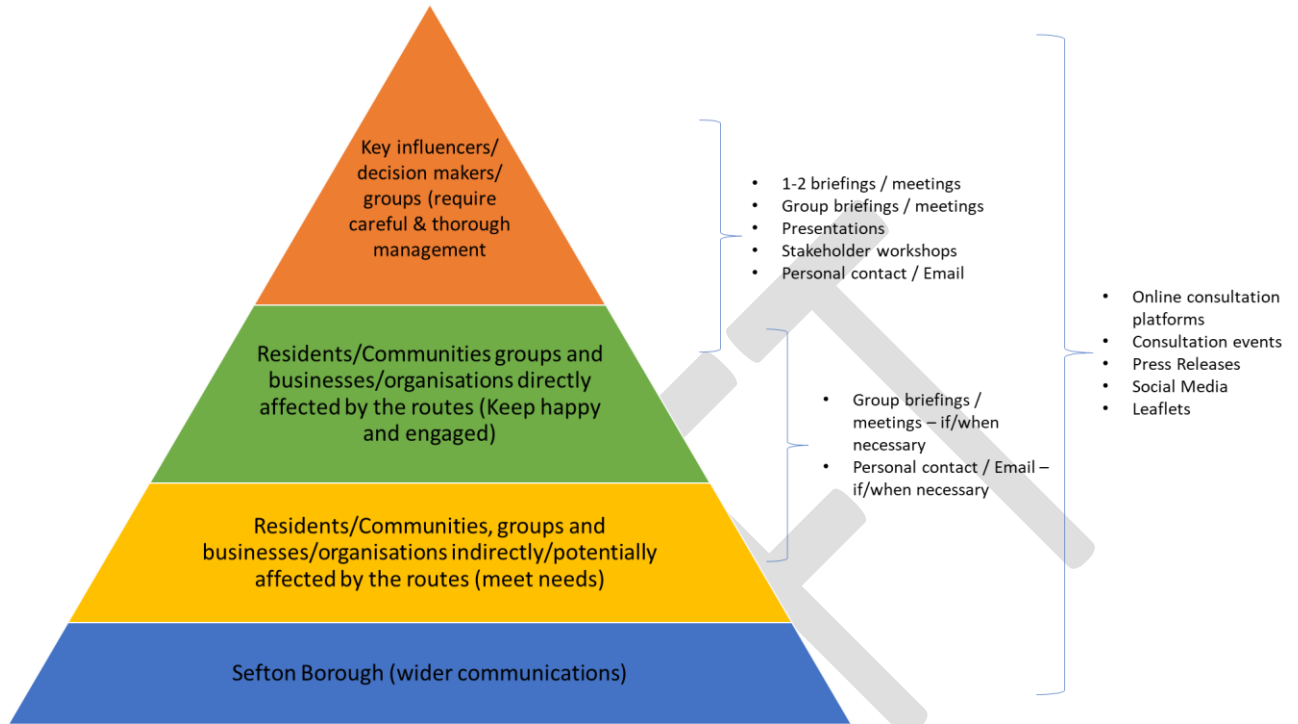 Key influencers/
decision makers/
groups (require
careful & thorough
management
Residents/Communities groups and
businesses/organisations directly
affected by the routes (Keep happy
and engaged)
Residents/Communities, groups and
businesses/organisations indirectly/potentially
affected by the routes (meet needs)
Sefton Borough (wider communications)
• 1-2 briefings / meetings
• Group briefings / meetings
• Presentations
• Stakeholder workshops
• Personal contact / Email
• Group briefings /
meetings – if/when
necessary
• Personal contact / Email –
if/when necessary
• Online consultation
platforms
• Consultation events
• Press Releases
• Social Media
• Leaflets